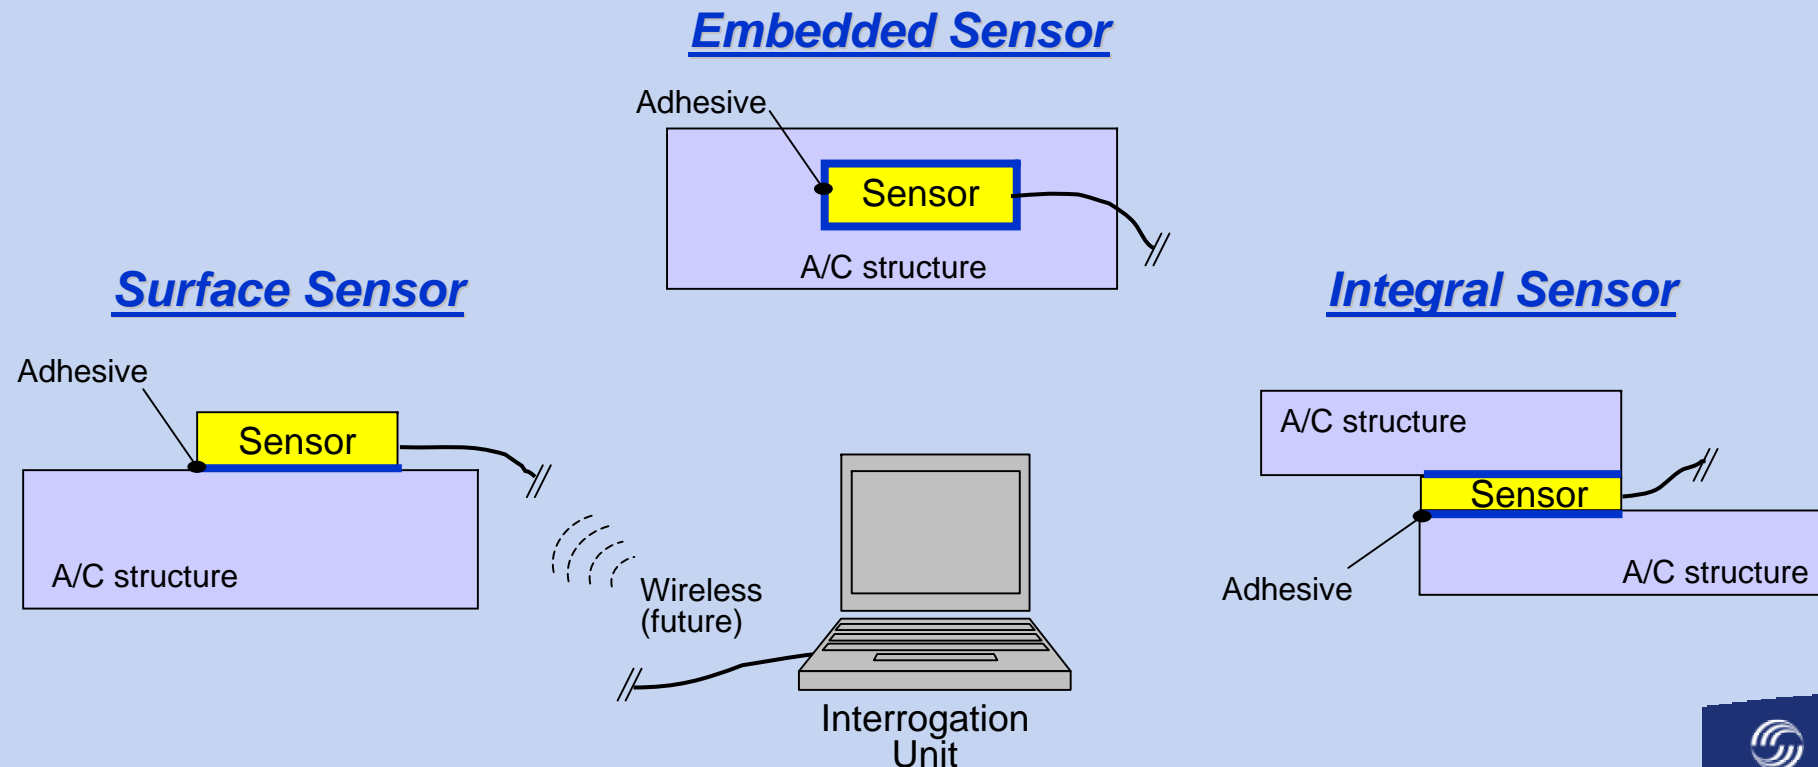 Embedded Sensor
Adhesive
Sensor
A/C structure
Surface Sensor
Adhesive
Sensor
A/C structure
Integral Sensor
A/C structure
Sensor
Adhesive
A/C structure
Wireless
(future)
Interrogation
Unit